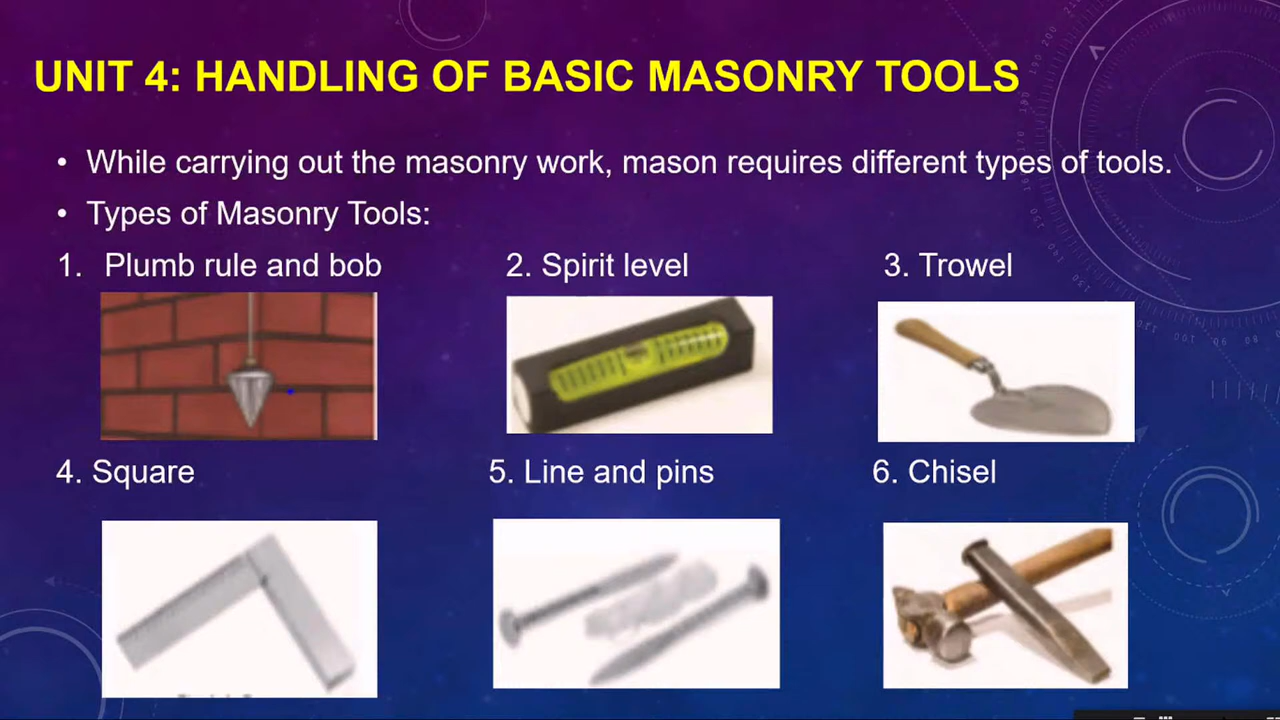 UNIT 4: HANDLING OF BASIC MASONRY TOOLS
• While carrying out the masonry work, mason requires different types of tools.
• Types of Masonry Tools:
1. Plumb rule and bob
2. Spirit level
3. Trowel
4. Square
5. Line and pins
6. Chisel